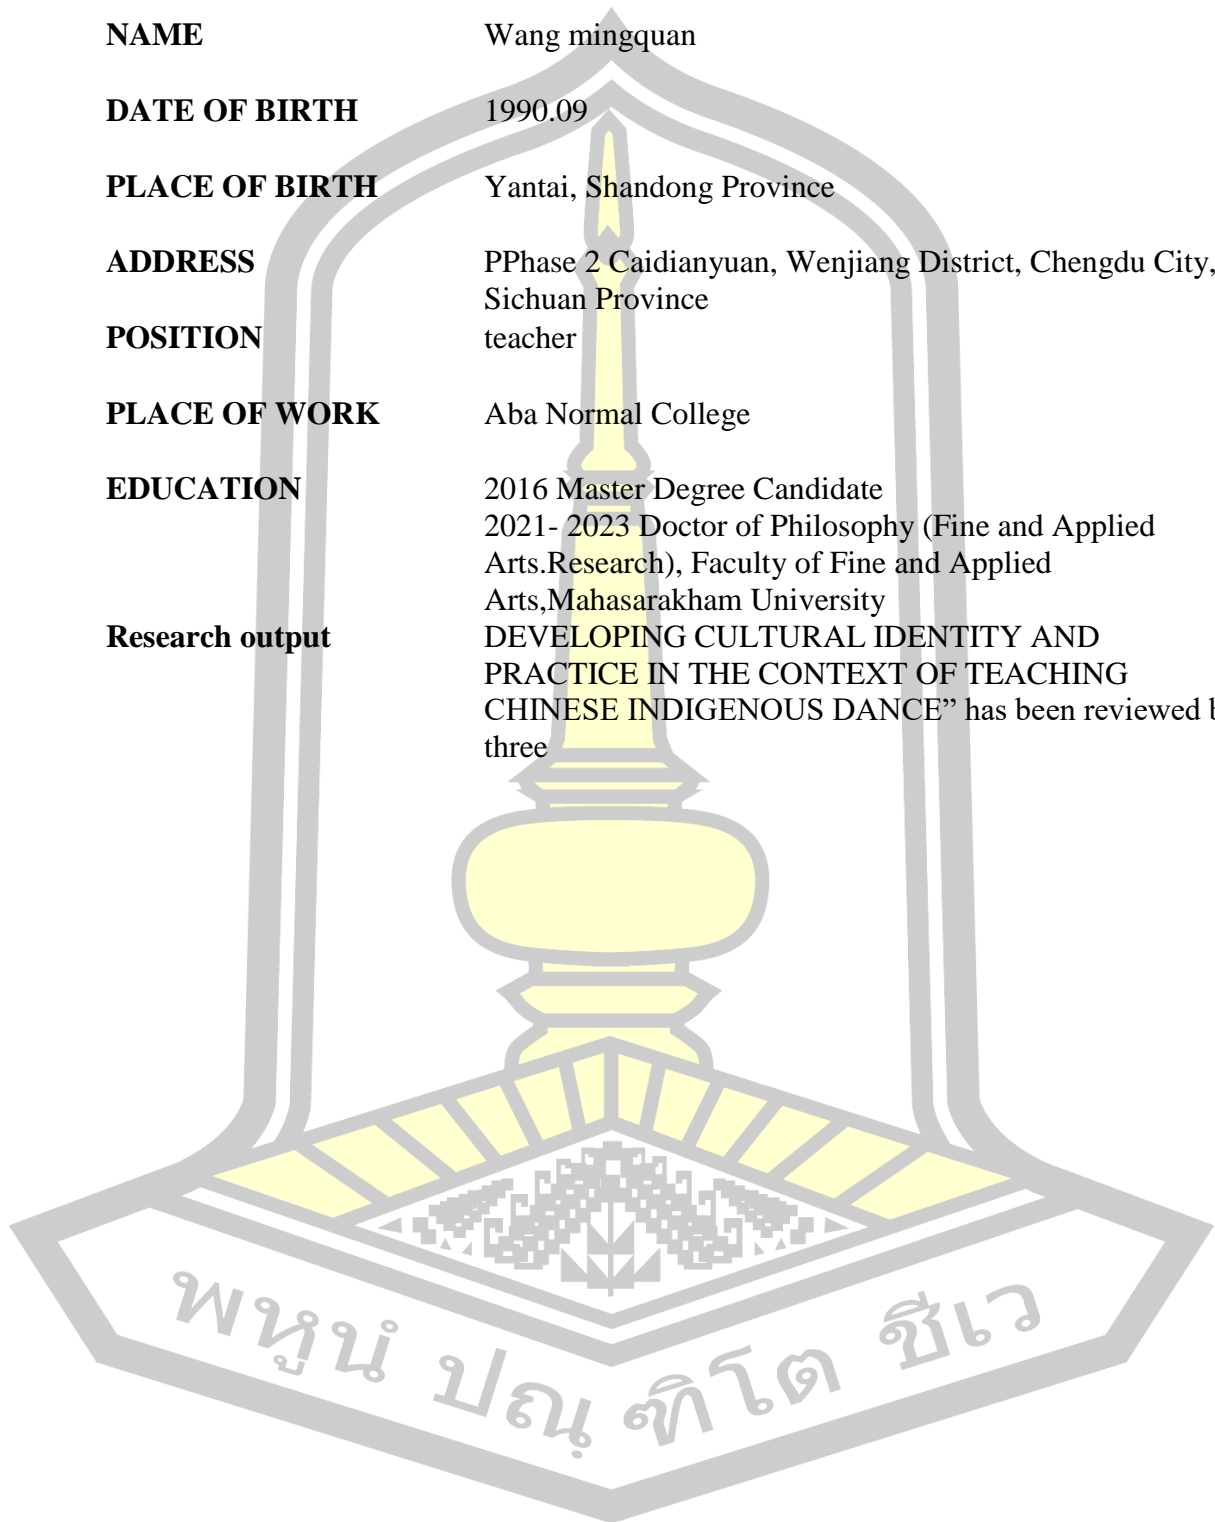 NAME Wang mingquan
DATE OF BIRTH 1990.09
PLACE OF BIRTH Yantai, Shandong Province
ADDRESS PPhase 2 Caidianyuan, Wenjiang District, Chengdu City,
Sichuan Province
POSITION teacher
PLACE OF WORK Aba Normal College
EDUCATION 2016 Master Degree Candidate
2021- 2023 Doctor of Philosophy (Fine and Applied
Arts.Research), Faculty of Fine and Applied
Arts,Mahasarakham University
Research output DEVELOPING CULTURAL IDENTITY AND
PRACTICE IN THE CONTEXT OF TEACHING
CHINESE INDIGENOUS DANCE” has been reviewed
three
พหูนํ ปณฺฑิโต ชีเว